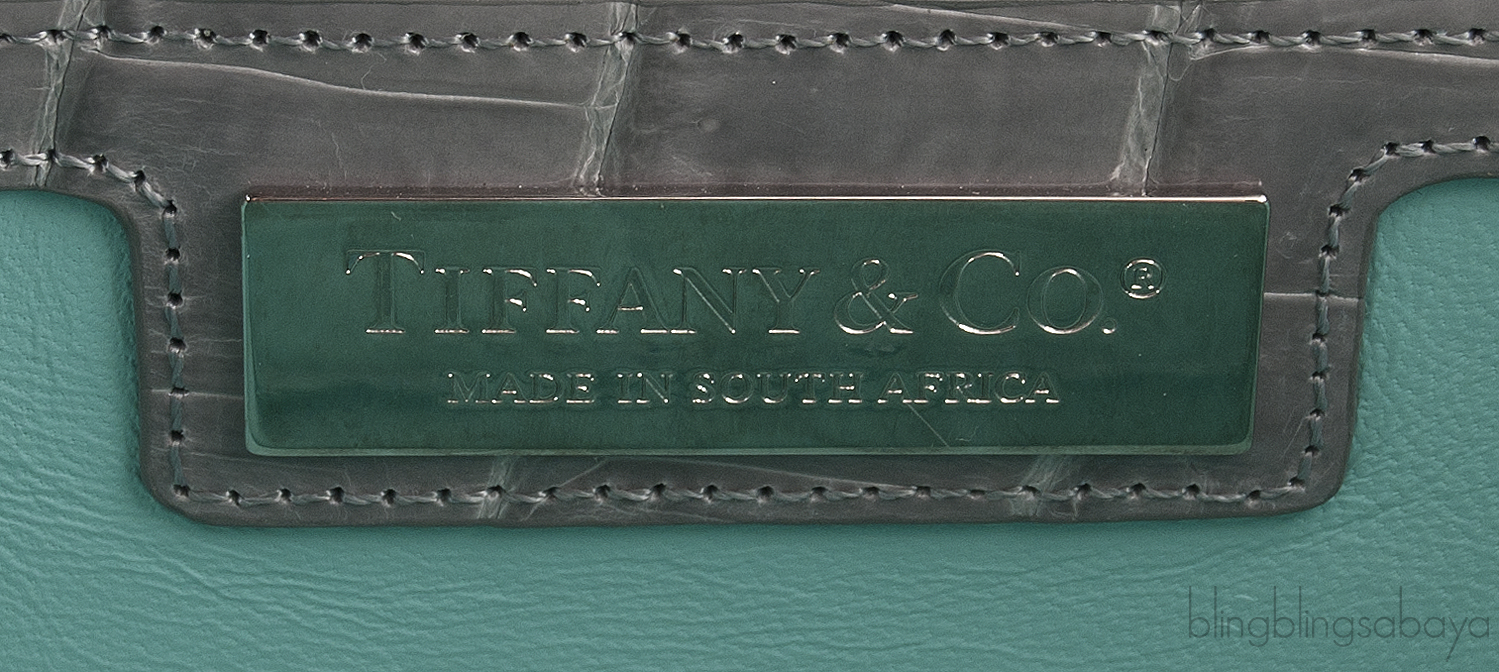 TIFFANY & CO.®
MADE IN SOUTH AFRICA
blingblingsabaya